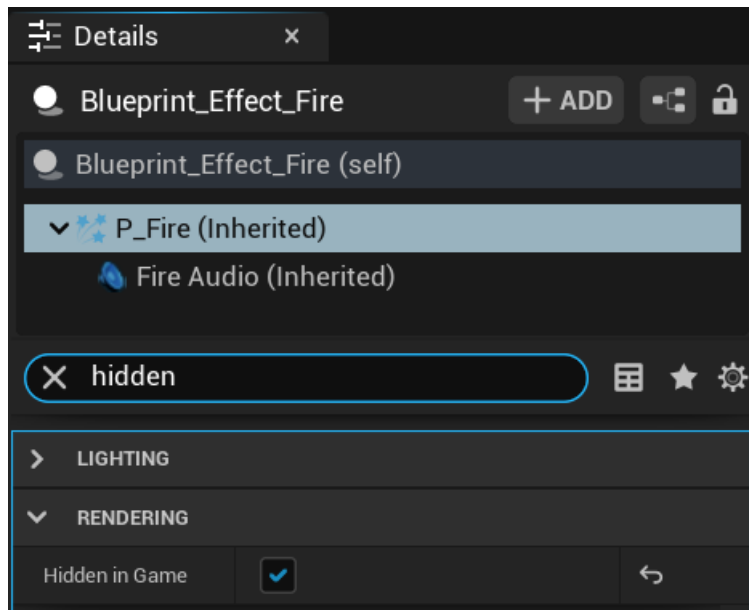 Details
Blueprint_Effect_Fire
+ ADD
Blueprint_Effect_Fire (self)
P_Fire (Inherited)
Fire Audio (Inherited)
hidden
LIGHTING
RENDERING
Hidden in Game